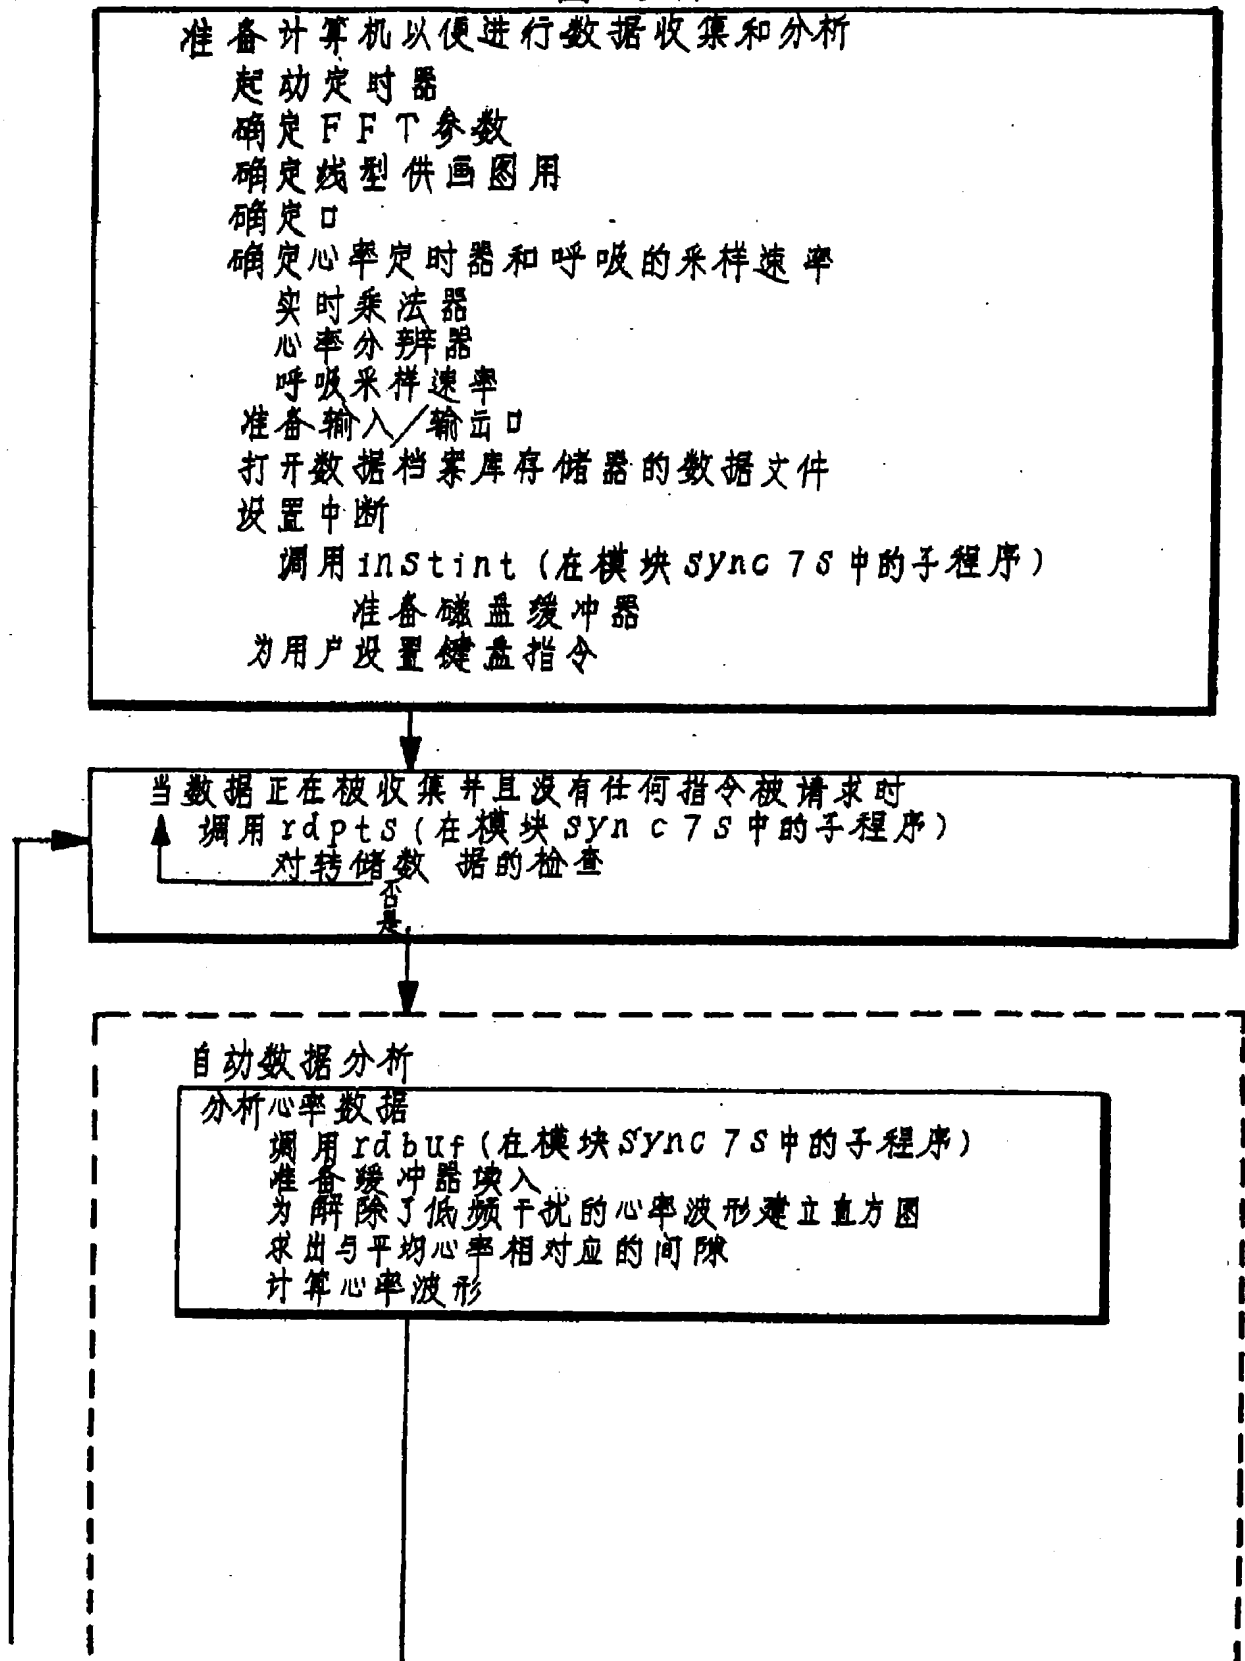 准备计算机以便进行数据收集和分析
起动定时器
确定FFT参数
确定线型供画图用
确定口
确定心率定时器和呼吸的采样速率
实时乘法器
心率分辨器
呼吸采样速率
准备输入/输出口
打开数据档案库存储器的数据文件
设置中断
调用instint(在模块sync7s中的子程序)
准备磁盘缓冲器
为用户设置键盘指令
当数据正在被收集并且没有任何指令被请求时
调用rdpts(在模块sync7s中的子程序)
对转储数据的检查
否
是
自动数据分析
分析心率数据
调用rdbuf(在模块sync7s中的子程序)
准备缓冲器读入
为解除了低频干扰的心率波形建立直方图
求出与平均心率相对应的间隙
计算心率波形